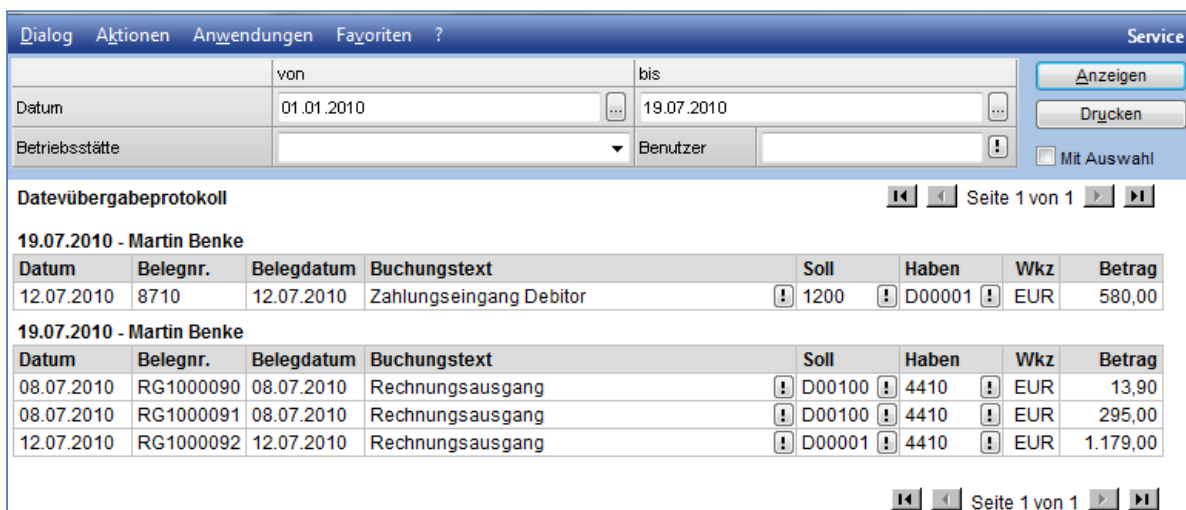 Dialog Aktionen Anwendungen Favoriten ? Service
von bis Anzeigen
Datum 01.01.2010 ... 19.07.2010 ... Drucken
Betriebsstätte Benutzer ! Mit Auswahl
Datevübergabeprotokoll Seite 1 von 1
19.07.2010 - Martin Benke
Datum Belegnr. Belegdatum Buchungstext Soll Haben Wkz Betrag
12.07.2010 8710 12.07.2010 Zahlungseingang Debitor ! 1200 ! D00001 ! EUR 580,00
19.07.2010 - Martin Benke
Datum Belegnr. Belegdatum Buchungstext Soll Haben Wkz Betrag
08.07.2010 RG1000090 08.07.2010 Rechnungsausgang ! D00100 ! 4410 ! EUR 13,90
08.07.2010 RG1000091 08.07.2010 Rechnungsausgang ! D00100 ! 4410 ! EUR 295,00
12.07.2010 RG1000092 12.07.2010 Rechnungsausgang ! D00001 ! 4410 ! EUR 1.179,00
Seite 1 von 1